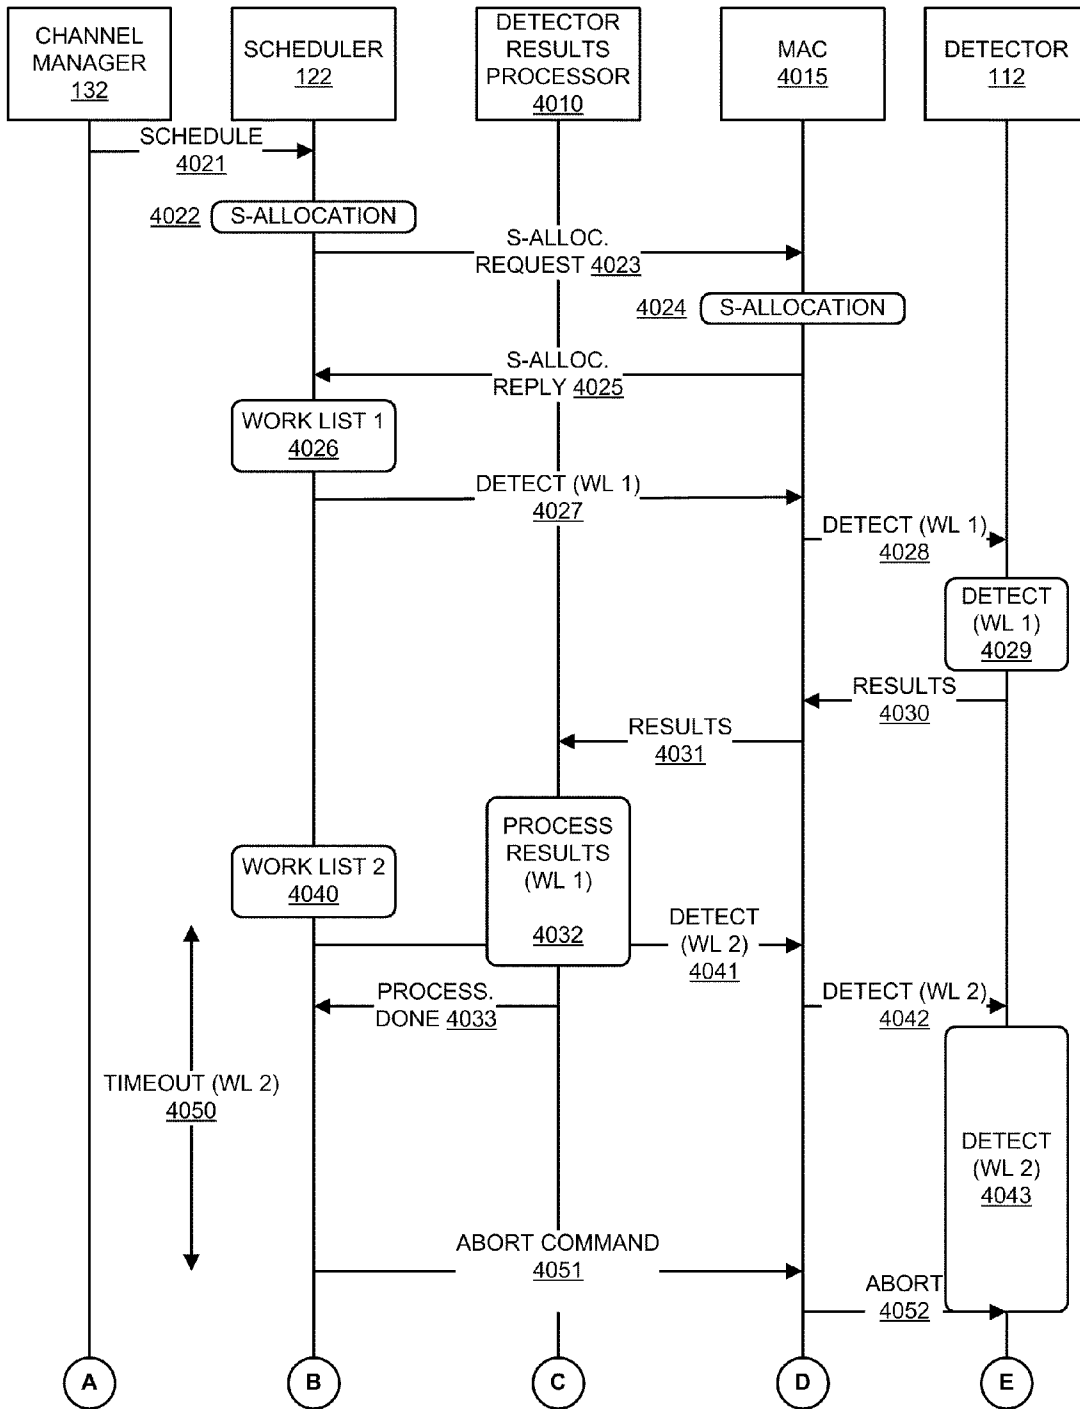 CHANNEL
MANAGER
132
SCHEDULER
122
DETECTOR
RESULTS
PROCESSOR
4010
MAC
4015
DETECTOR
112
SCHEDULE
4021
4022
S-ALLOCATION
S-ALLOC.
REQUEST 4023
4024
S-ALLOCATION
S-ALLOC.
REPLY 4025
WORK LIST 1
4026
DETECT (WL 1)
4027
DETECT (WL 1)
4028
DETECT
(WL 1)
4029
RESULTS
4030
RESULTS
4031
PROCESS
RESULTS
(WL 1)
4032
WORK LIST 2
4040
DETECT
(WL 2)
4041
PROCESS.
DONE 4033
DETECT (WL 2)
4042
TIMEOUT (WL 2)
4050
DETECT
(WL 2)
4043
ABORT COMMAND
4051
ABORT
4052
A
B
C
D
E